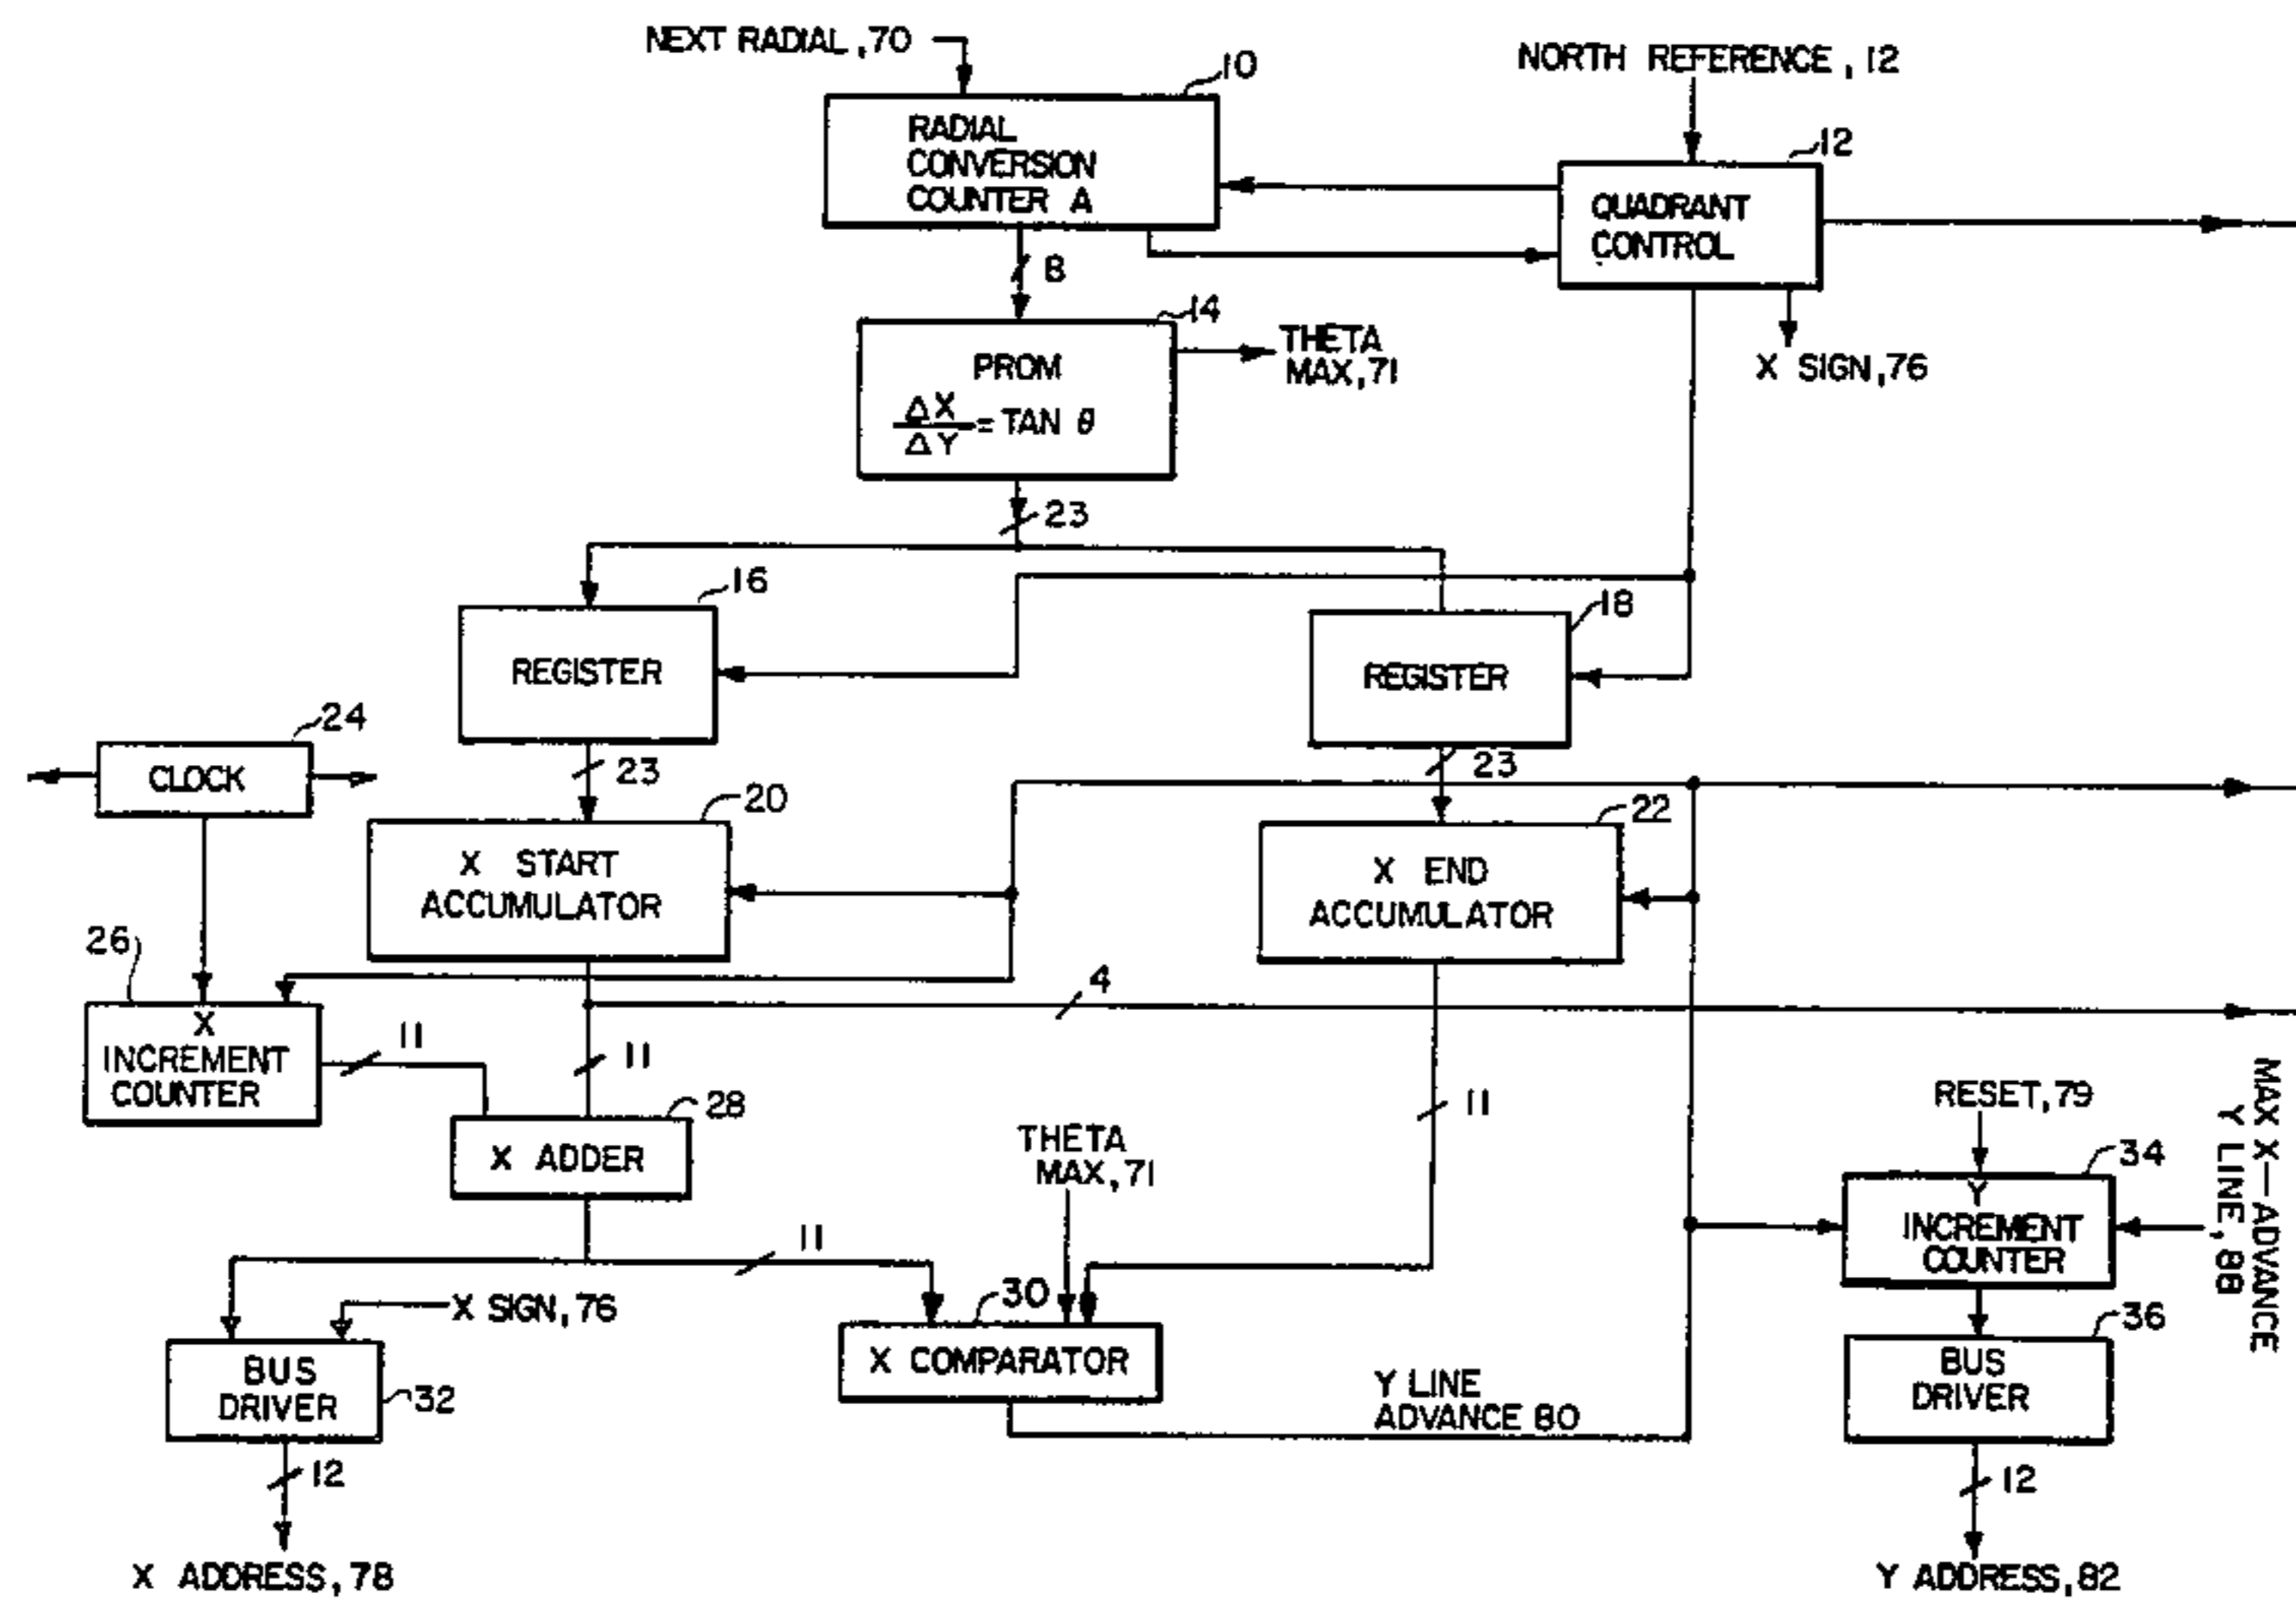 NEXT RADIAL, 70
10
NORTH REFERENCE, 12
RADIAL
CONVERSION
COUNTER A
12
QUADRANT
CONTROL
8
14
THETA
MAX, 71
X SIGN, 76
PROM
ΔX
ΔY
= TAN θ
23
16
18
REGISTER
REGISTER
24
CLOCK
23
23
20
22
X START
ACCUMULATOR
X END
ACCUMULATOR
26
4
X
INCREMENT
COUNTER
11
11
28
11
X ADDER
THETA
MAX, 71
RESET, 79
34
MAX X-ADVANCE
Y LINE, 88
Y
INCREMENT
COUNTER
11
X SIGN, 76
30
36
BUS
DRIVER
32
X COMPARATOR
Y LINE
ADVANCE 80
BUS
DRIVER
12
12
X ADDRESS, 78
Y ADDRESS, 82